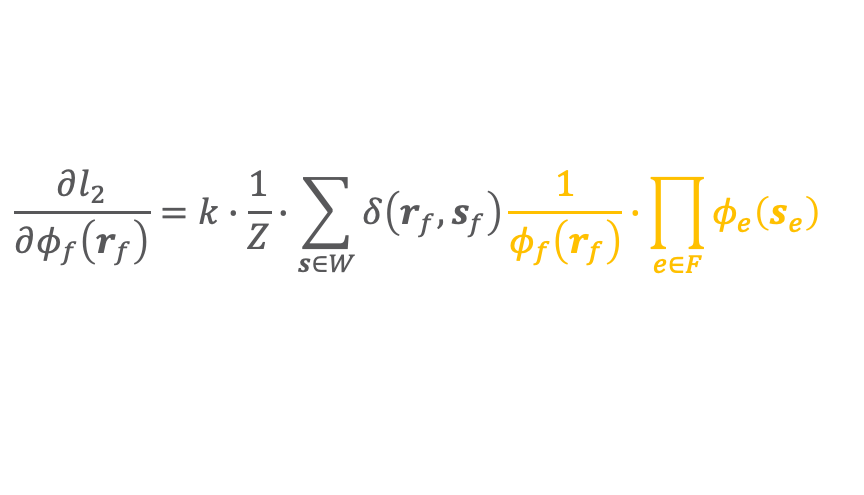 ∂l₂/∂ϕ_f(𝒓_f) = k · 1/Z · ∑_{𝒔∈W} δ(𝒓_f, 𝒔_f) 1/ϕ_f(𝒓_f) · ∏_{e∈F} ϕ_e(𝒔_e)